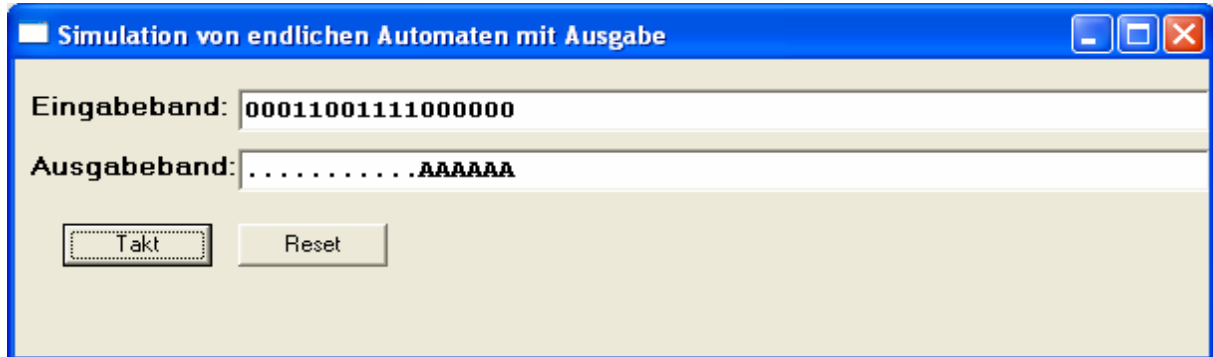 Simulation von endlichen Automaten mit Ausgabe
Eingabeband: 00011001111000000
Ausgabeband: ...........AAAAAA
Takt Reset